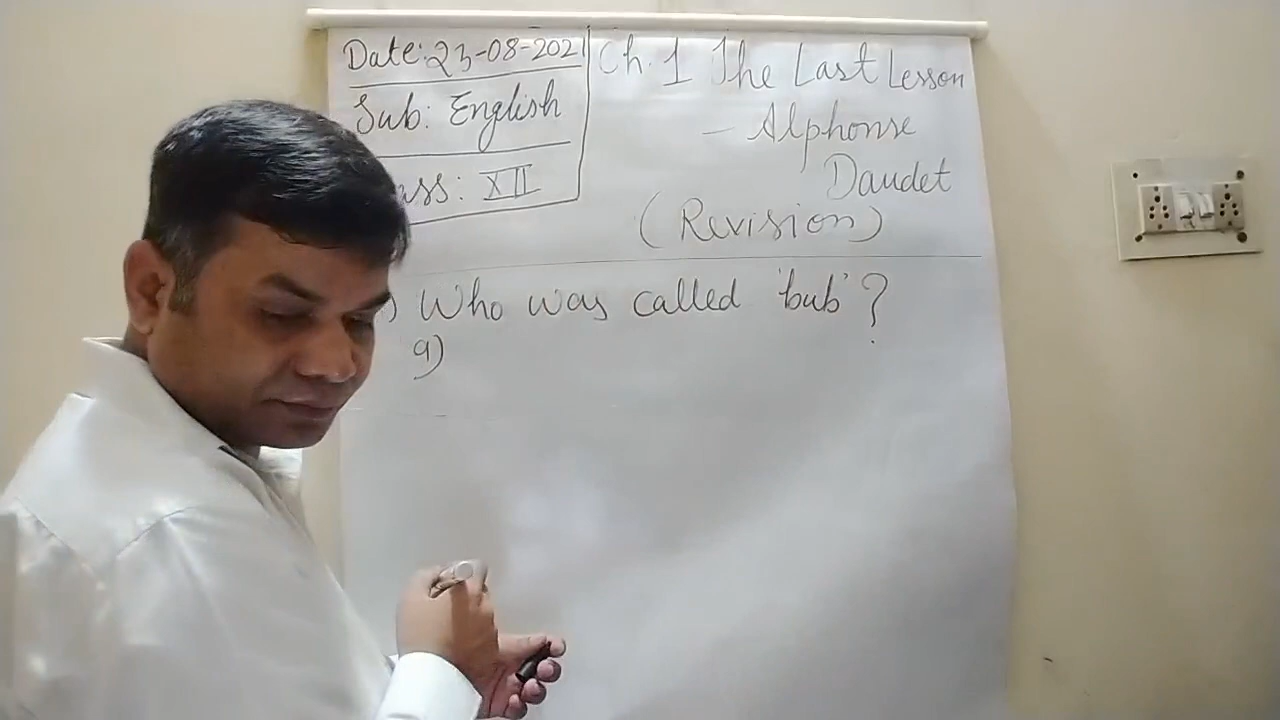 Date: 23-08-2021
Sub: English
ass: XII
Ch. 1 The Last Lesson
- Alphonse
Daudet
(Revision)
) Who was called 'bub' ?
a)